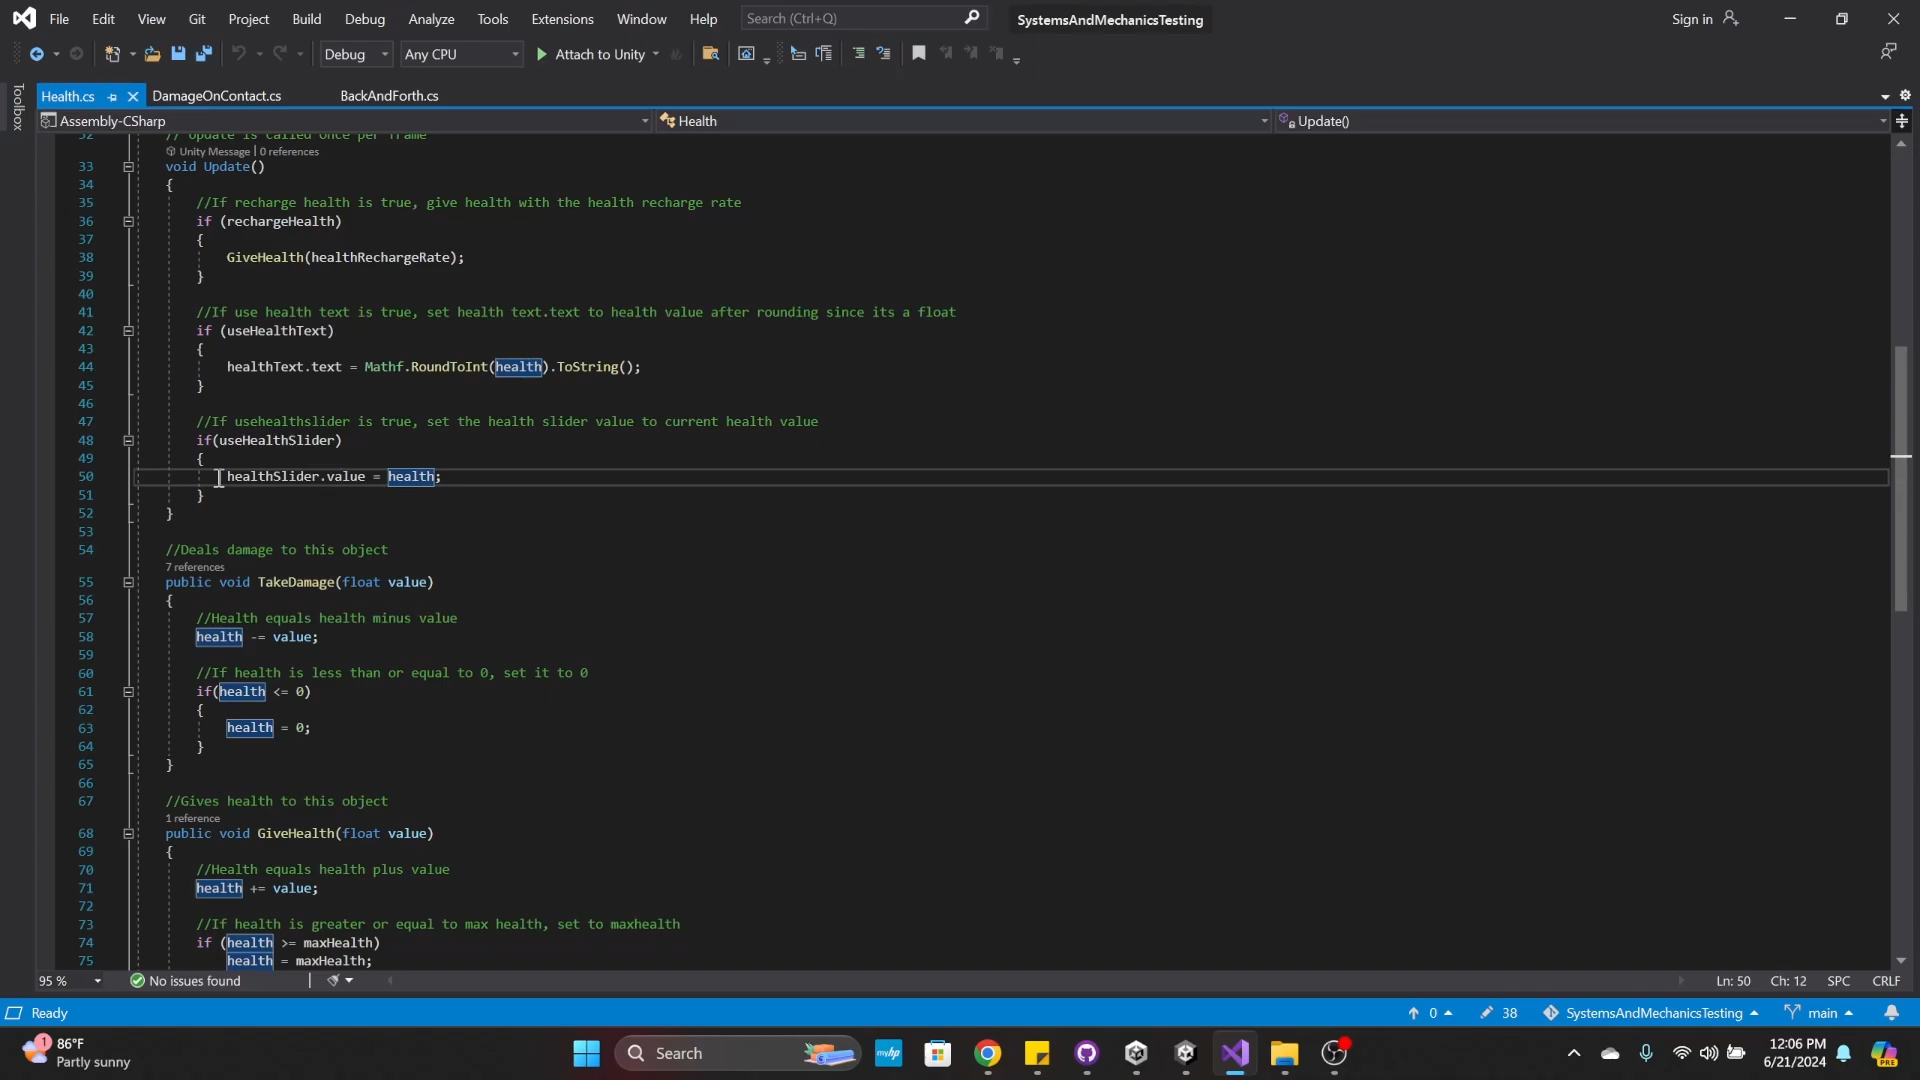 File Edit View Git Project Build Debug Analyze Tools Extensions Window Help Search (Ctrl+Q) SystemsAndMechanicsTesting Sign in
Debug Any CPU Attach to Unity
Toolbox
Health.cs DamageOnContact.cs BackAndForth.cs
Assembly-CSharp Health Update()
32 // Update is called once per frame
Unity Message | 0 references
33 void Update()
34 {
35 //If recharge health is true, give health with the health recharge rate
36 if (rechargeHealth)
37 {
38 GiveHealth(healthRechargeRate);
39 }
40
41 //If use health text is true, set health text.text to health value after rounding since its a float
42 if (useHealthText)
43 {
44 healthText.text = Mathf.RoundToInt(health).ToString();
45 }
46
47 //If usehealthslider is true, set the health slider value to current health value
48 if(useHealthSlider)
49 {
50 healthSlider.value = health;
51 }
52 }
53
54 //Deals damage to this object
7 references
55 public void TakeDamage(float value)
56 {
57 //Health equals health minus value
58 health -= value;
59
60 //If health is less than or equal to 0, set it to 0
61 if(health <= 0)
62 {
63 health = 0;
64 }
65 }
66
67 //Gives health to this object
1 reference
68 public void GiveHealth(float value)
69 {
70 //Health equals health plus value
71 health += value;
72
73 //If health is greater or equal to max health, set to maxhealth
74 if (health >= maxHealth)
75 health = maxHealth;
95 % No issues found Ln: 50 Ch: 12 SPC CRLF
Ready 0 38 SystemsAndMechanicsTesting main
1 86°F
Partly sunny
Search
myhp
12:06 PM
6/21/2024
PRE